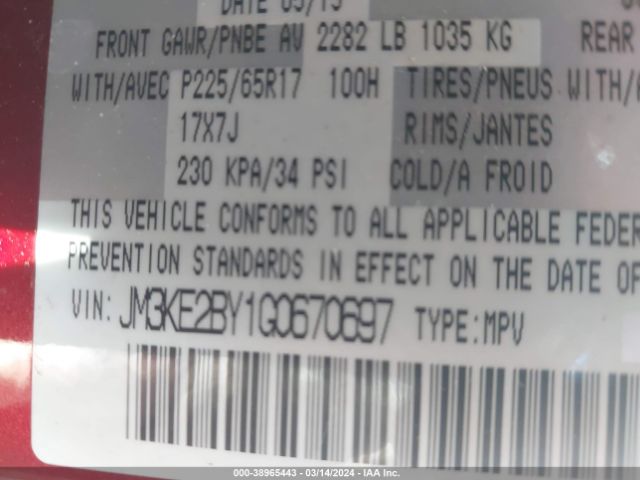 DATE 05/15
FRONT GAWR/PNBE AV 2282 LB 1035 KG REAR
WITH/AVEC P225/65R17 100H TIRES/PNEUS WITH/A
17X7J RIMS/JANTES
230 KPA/34 PSI COLD/A FROID
THIS VEHICLE CONFORMS TO ALL APPLICABLE FEDER
PREVENTION STANDARDS IN EFFECT ON THE DATE OF
VIN: JM3KE2BY1G0670697 TYPE:MPV
000-38965443 - 03/14/2024 - IAA Inc.